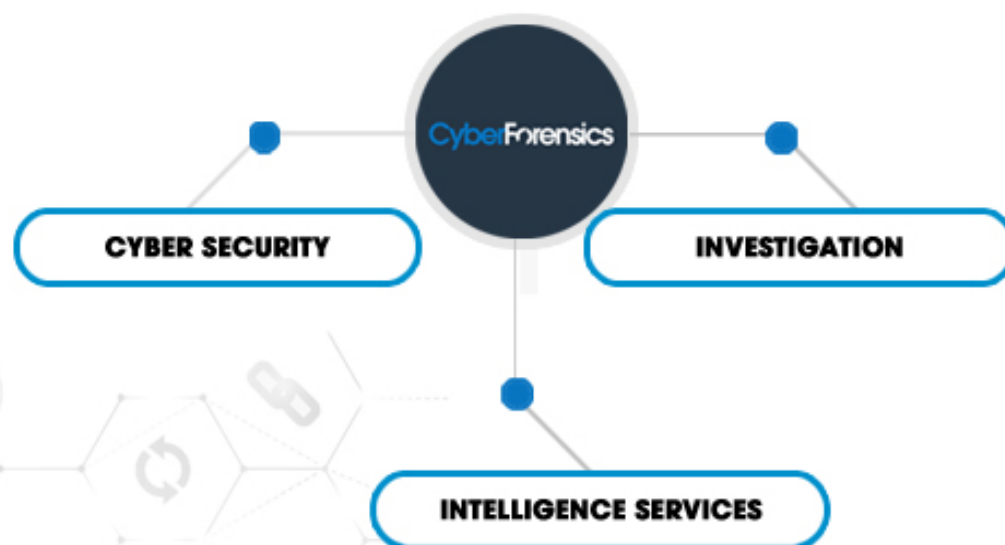 CyberForensics
CYBER SECURITY
INVESTIGATION
INTELLIGENCE SERVICES